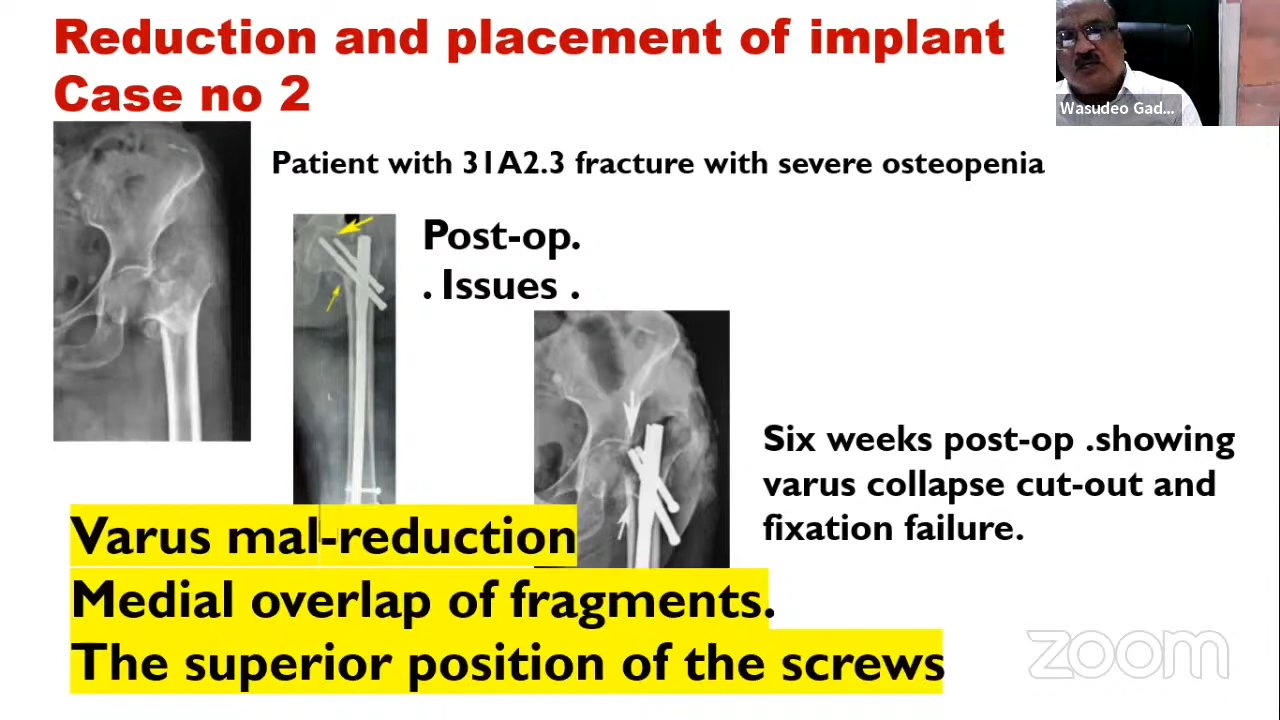 Reduction and placement of implant
Case no 2
Wasudeo Gad...
Patient with 31A2.3 fracture with severe osteopenia
Post-op.
. Issues .
Six weeks post-op .showing
varus collapse cut-out and
fixation failure.
Varus mal-reduction
Medial overlap of fragments.
The superior position of the screws
zoom